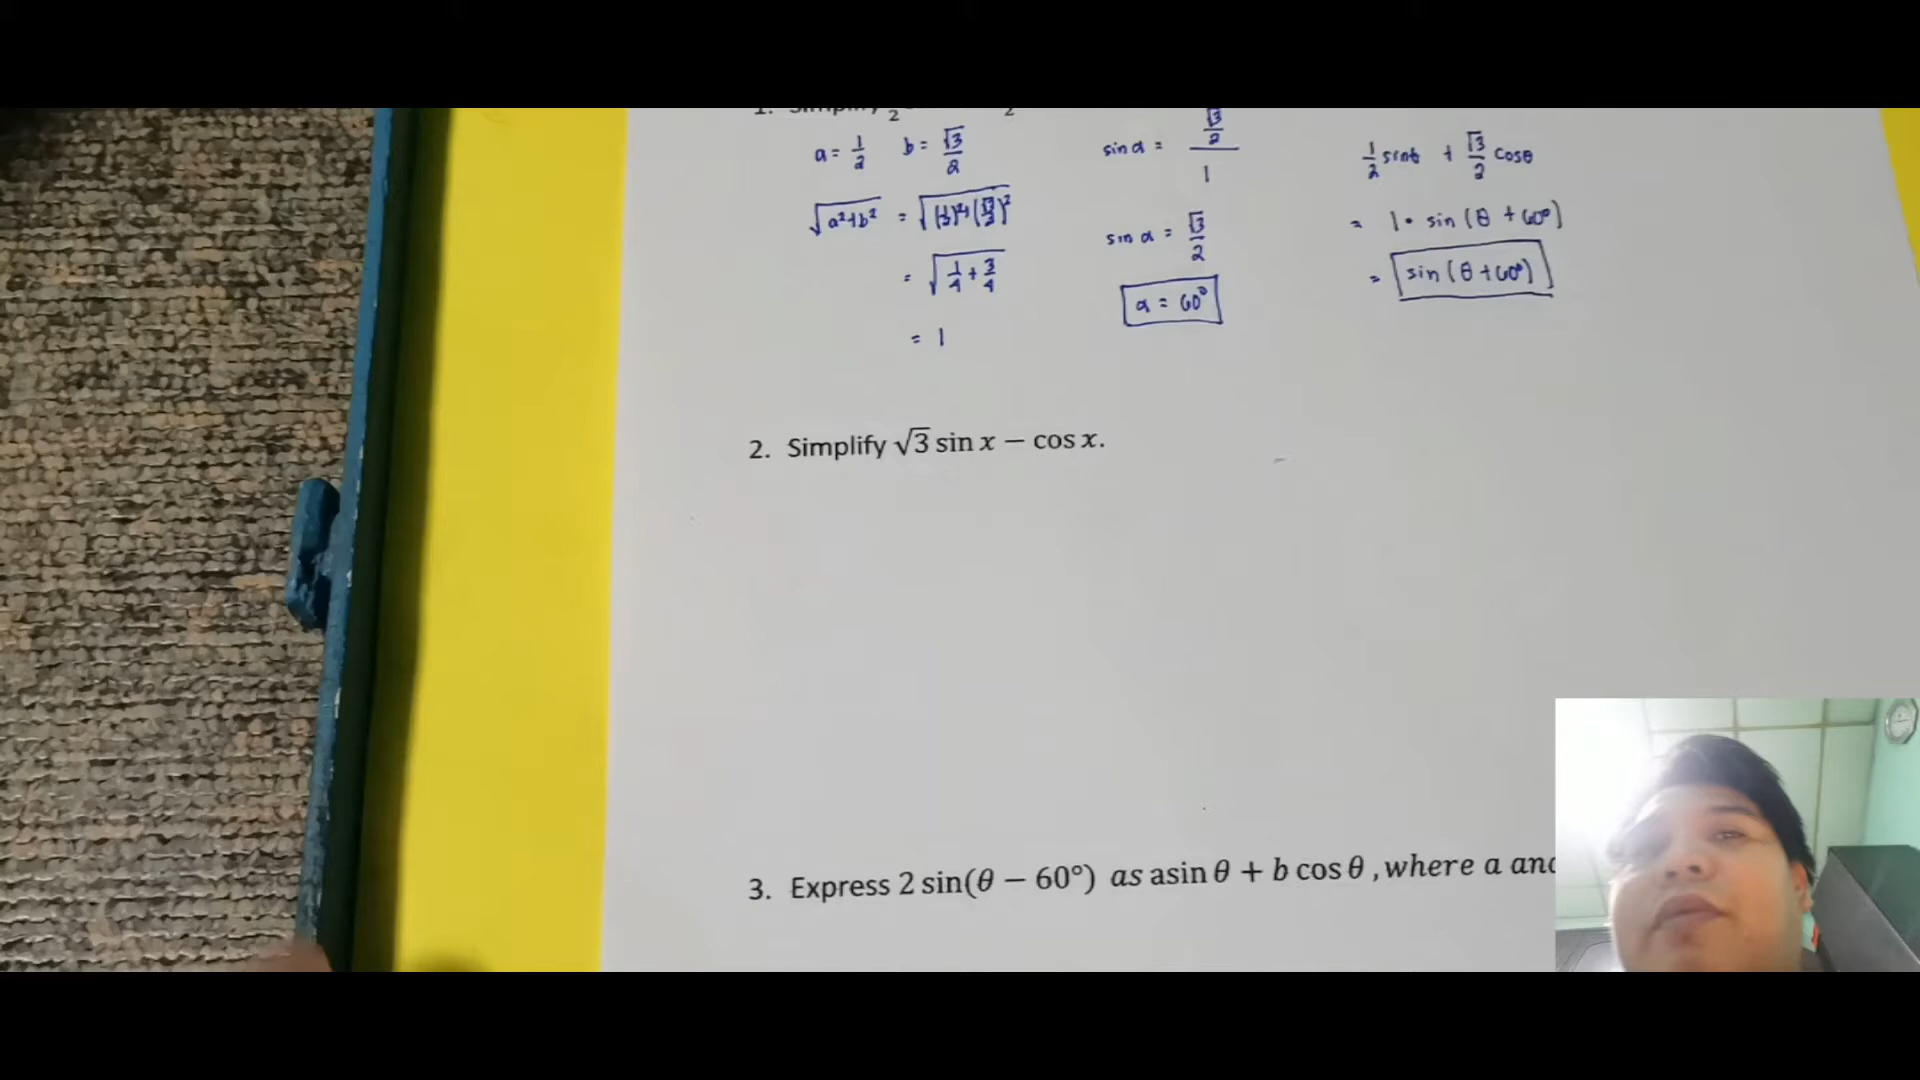 a = 1/2 b = √3/2
√(a²+b²) = √((1/2)²+(√3/2)²)
= √(1/4 + 3/4)
= 1
sin α = (√3/2)/1
sin α = √3/2
α = 60°
1/2 sinθ + √3/2 cosθ
= 1 · sin (θ + 60°)
= sin (θ + 60°)
2. Simplify √3 sin x − cos x.
3. Express 2 sin(θ − 60°) as asin θ + b cos θ , where a and